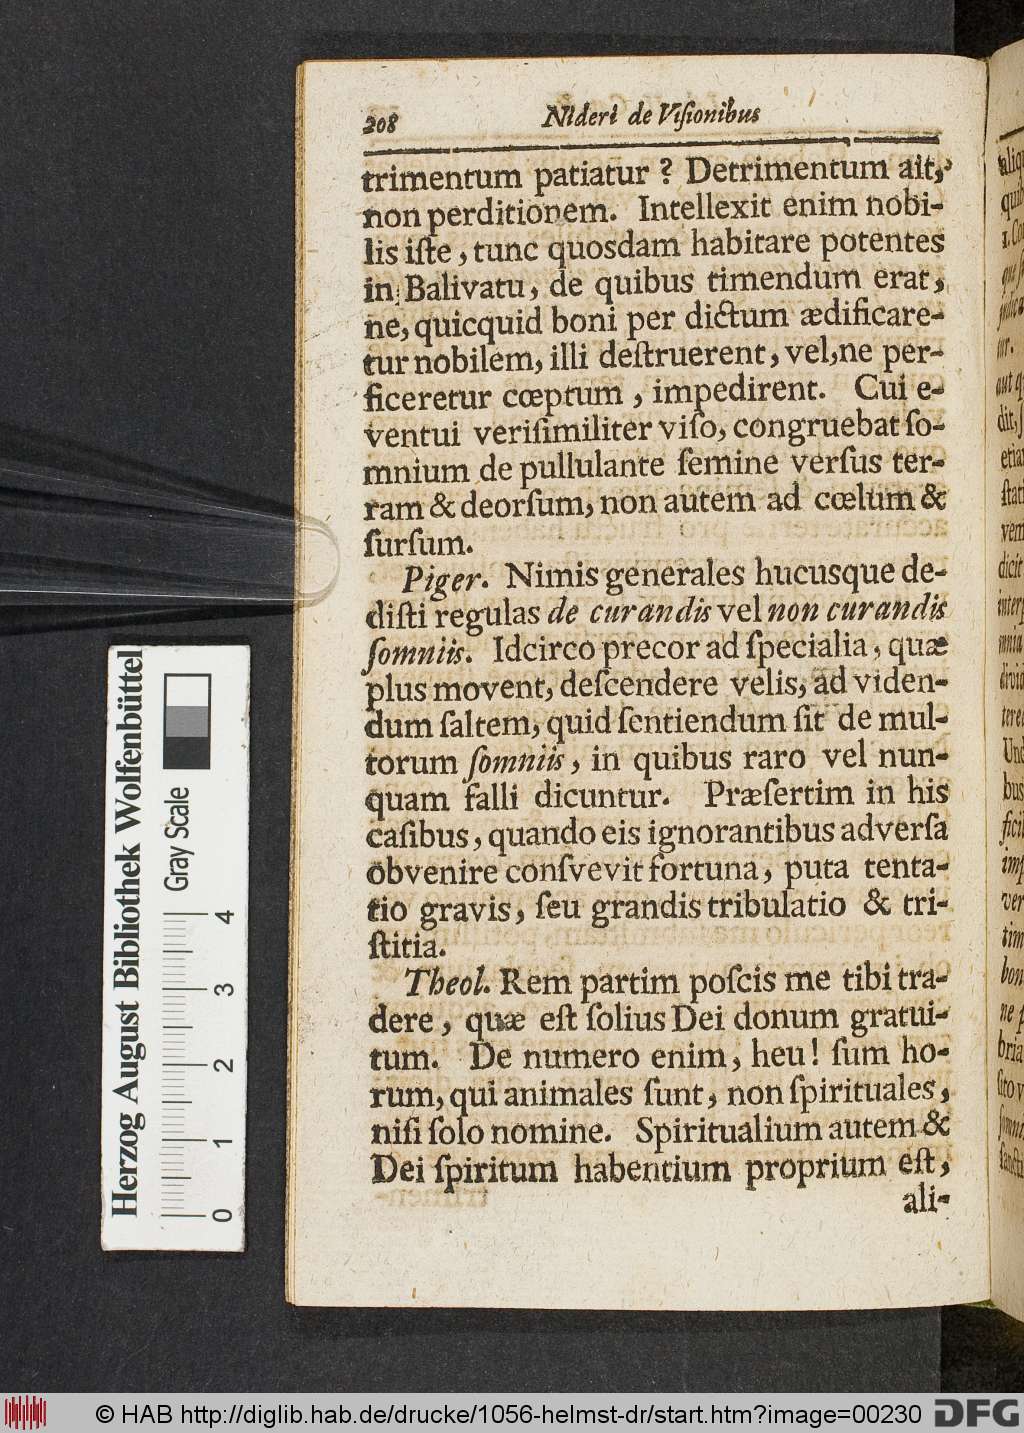 208 Nideri de Viſionibus
trimentum patiatur ? Detrimentum ait,
non perditionem. Intellexit enim nobi-
lis iſte, tunc quosdam habitare potentes
in Balivatu, de quibus timendum erat,
ne, quicquid boni per dictum ædificare-
tur nobilem, illi deſtruerent, vel, ne per-
ficeretur cœptum, impedirent. Cui e-
ventui veriſimiliter viſo, congruebat ſo-
mnium de pullulante ſemine verſus ter-
ram & deorſum, non autem ad cœlum &
ſurſum.
Piger. Nimis generales hucusque de-
diſti regulas de curandis vel non curandis
ſomniis. Idcirco precor ad ſpecialia, quæ
plus movent, deſcendere velis, ad viden-
dum ſaltem, quid ſentiendum ſit de mul-
torum ſomniis, in quibus raro vel nun-
quam falli dicuntur. Præſertim in his
caſibus, quando eis ignorantibus adverſa
obvenire conſvevit fortuna, puta tenta-
tio gravis, ſeu grandis tribulatio & tri-
ſtitia.
Theol. Rem partim poſcis me tibi tra-
dere, quæ eſt ſolius Dei donum gratui-
tum. De numero enim, heu! ſum ho-
rum, qui animales ſunt, non ſpirituales,
niſi ſolo nomine. Spiritualium autem &
Dei ſpiritum habentium proprium eſt,
ali-
Herzog August Bibliothek Wolfenbüttel
Gray Scale
0 1 2 3 4
© HAB http://diglib.hab.de/drucke/1056-helmst-dr/start.htm?image=00230
DFG